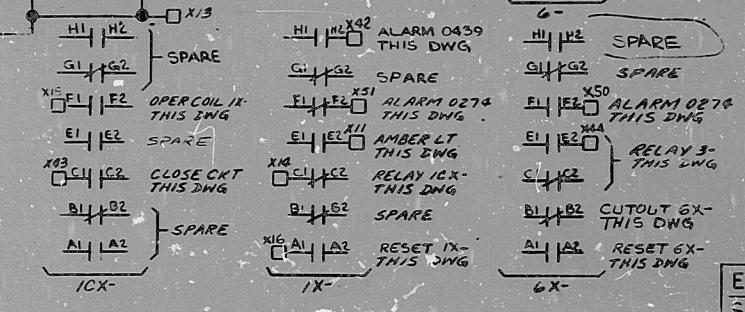 X13
6-
H1 H2
SPARE
G1 G2
X15 F1 F2 OPER COIL 1X-
THIS DWG
E1 E2 SPARE
X43 C1 C2 CLOSE CKT
THIS DWG
B1 B2
SPARE
A1 A2
1CX-
H1 H2 X42 ALARM 0439
THIS DWG
G1 G2 SPARE
F1 F2 X51 ALARM 0274
THIS DWG
E1 E2 X11 AMBER LT
THIS DWG
X14 C1 C2 RELAY 1CX-
THIS DWG
B1 B2 SPARE
X16 A1 A2 RESET 1X-
THIS DWG
1X-
H1 H2 SPARE
G1 G2 SPARE
F1 F2 X50 ALARM 0274
THIS DWG
E1 E2 X44
RELAY 3-
THIS DWG
C C2
B1 B2 CUTOUT 6X-
THIS DWG
A1 A2 RESET 6X-
THIS DWG
6X-
E